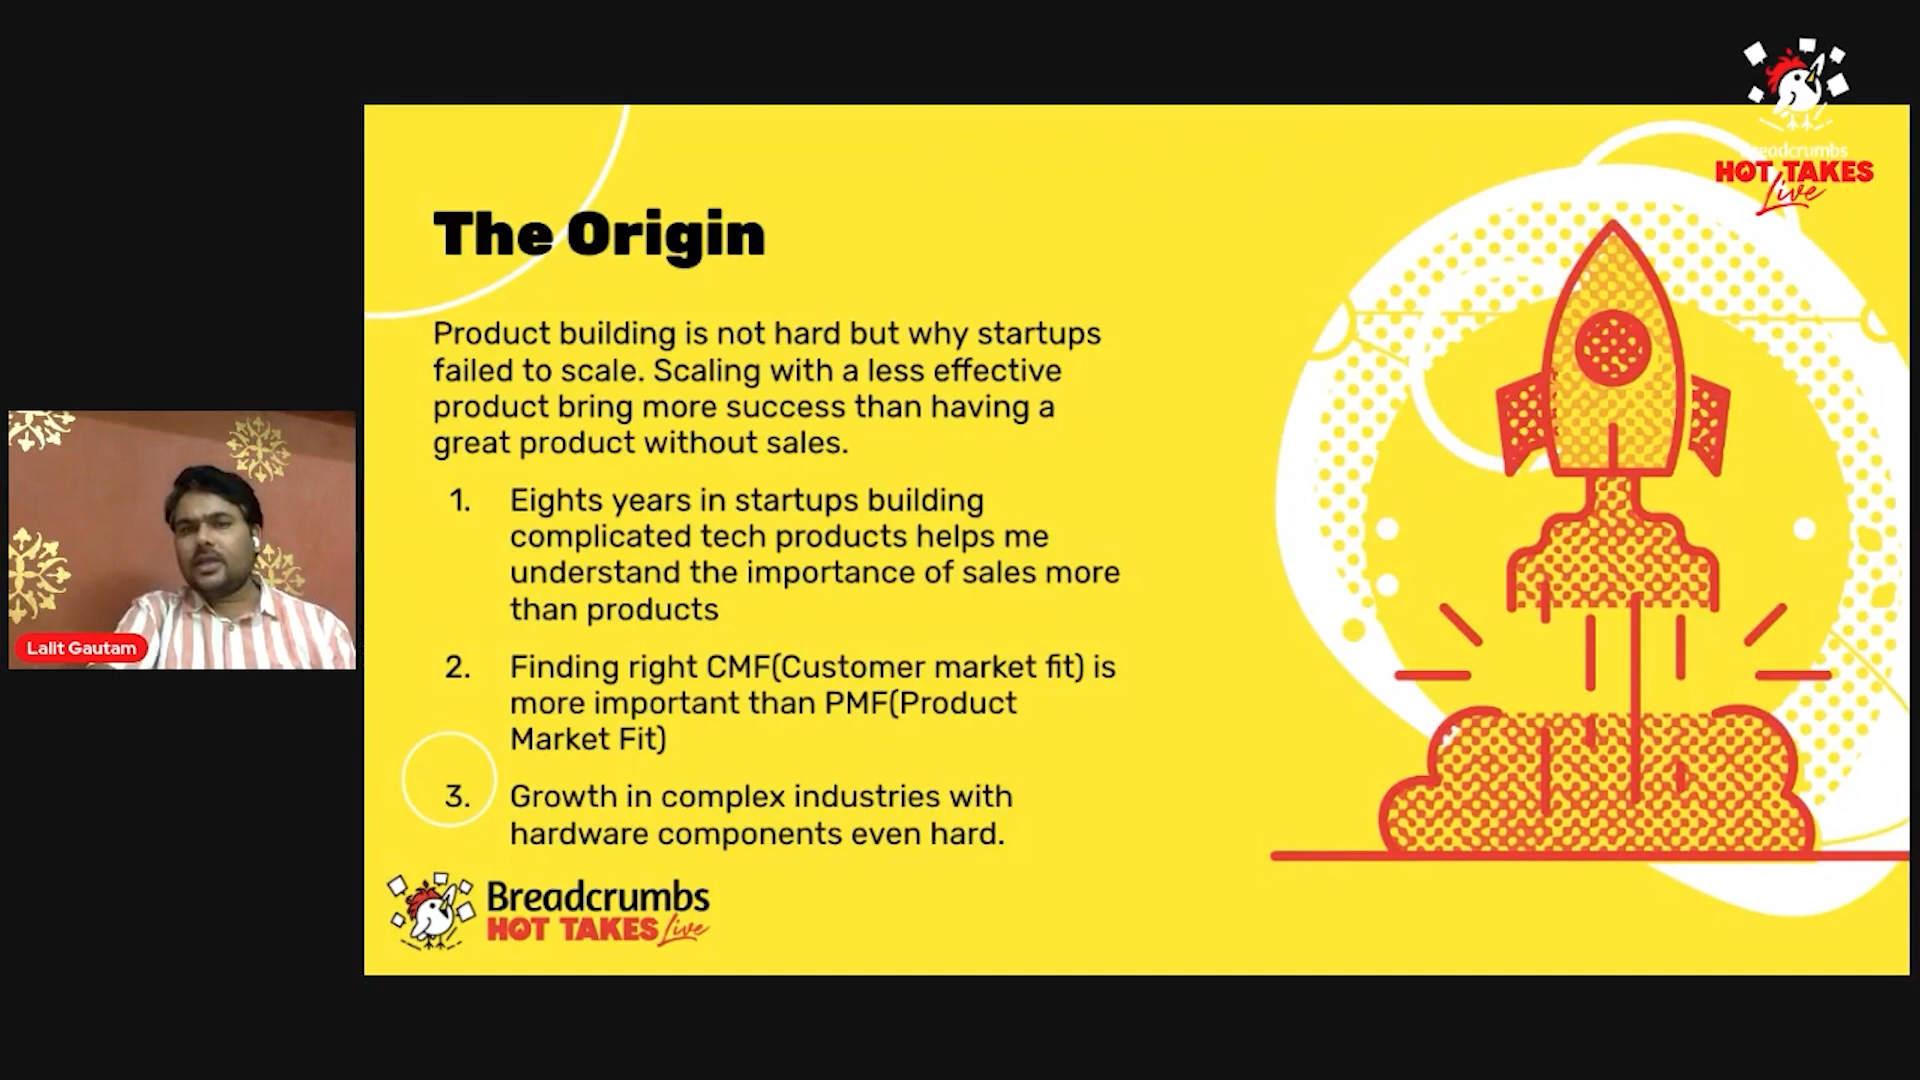 Breadcrumbs
HOT TAKES
Live
The Origin
Product building is not hard but why startups
failed to scale. Scaling with a less effective
product bring more success than having a
great product without sales.
1. Eights years in startups building
complicated tech products helps me
understand the importance of sales more
than products
2. Finding right CMF(Customer market fit) is
more important than PMF(Product
Market Fit)
3. Growth in complex industries with
hardware components even hard.
Lalit Gautam
Breadcrumbs
HOT TAKES Live